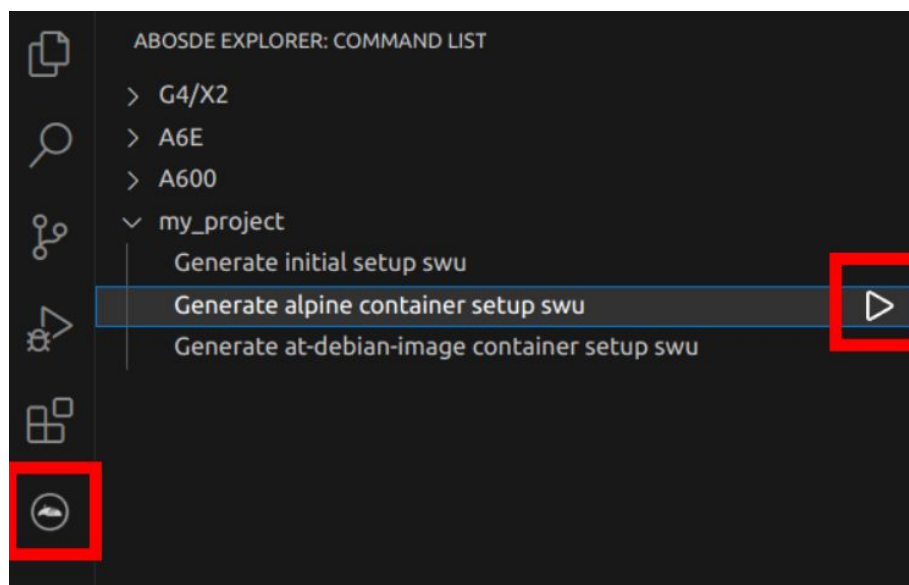 ABOSDE EXPLORER: COMMAND LIST
G4/X2
A6E
A600
my_project
Generate initial setup swu
Generate alpine container setup swu
Generate at-debian-image container setup swu